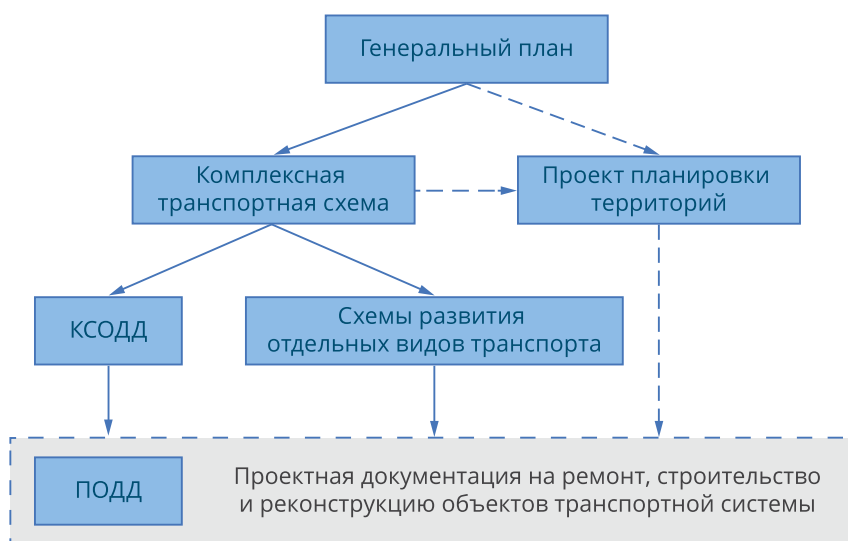 Генеральный план
Комплексная
транспортная схема
Проект планировки
территорий
КСОДД
Схемы развития
отдельных видов транспорта
ПОДД
Проектная документация на ремонт, строительство
и реконструкцию объектов транспортной системы